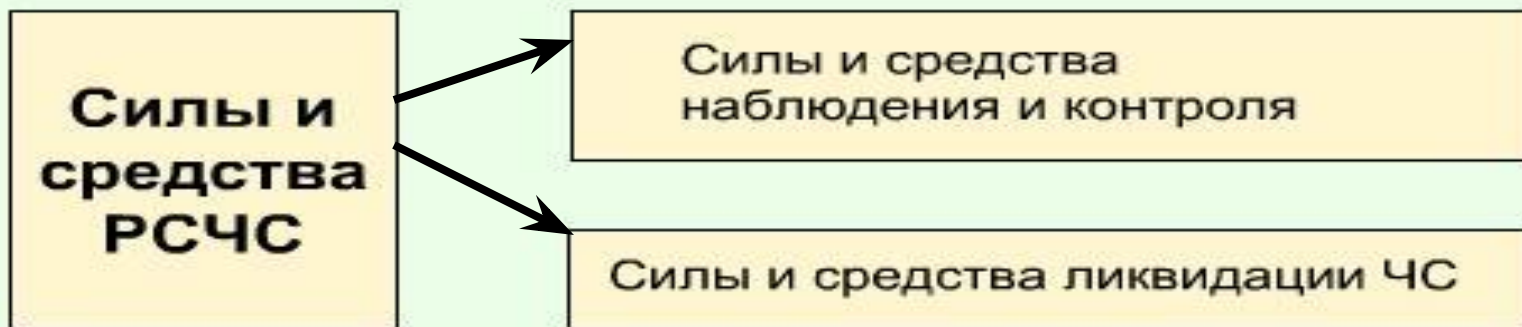 Силы и
средства
РСЧС
Силы и средства
наблюдения и контроля
Силы и средства ликвидации ЧС